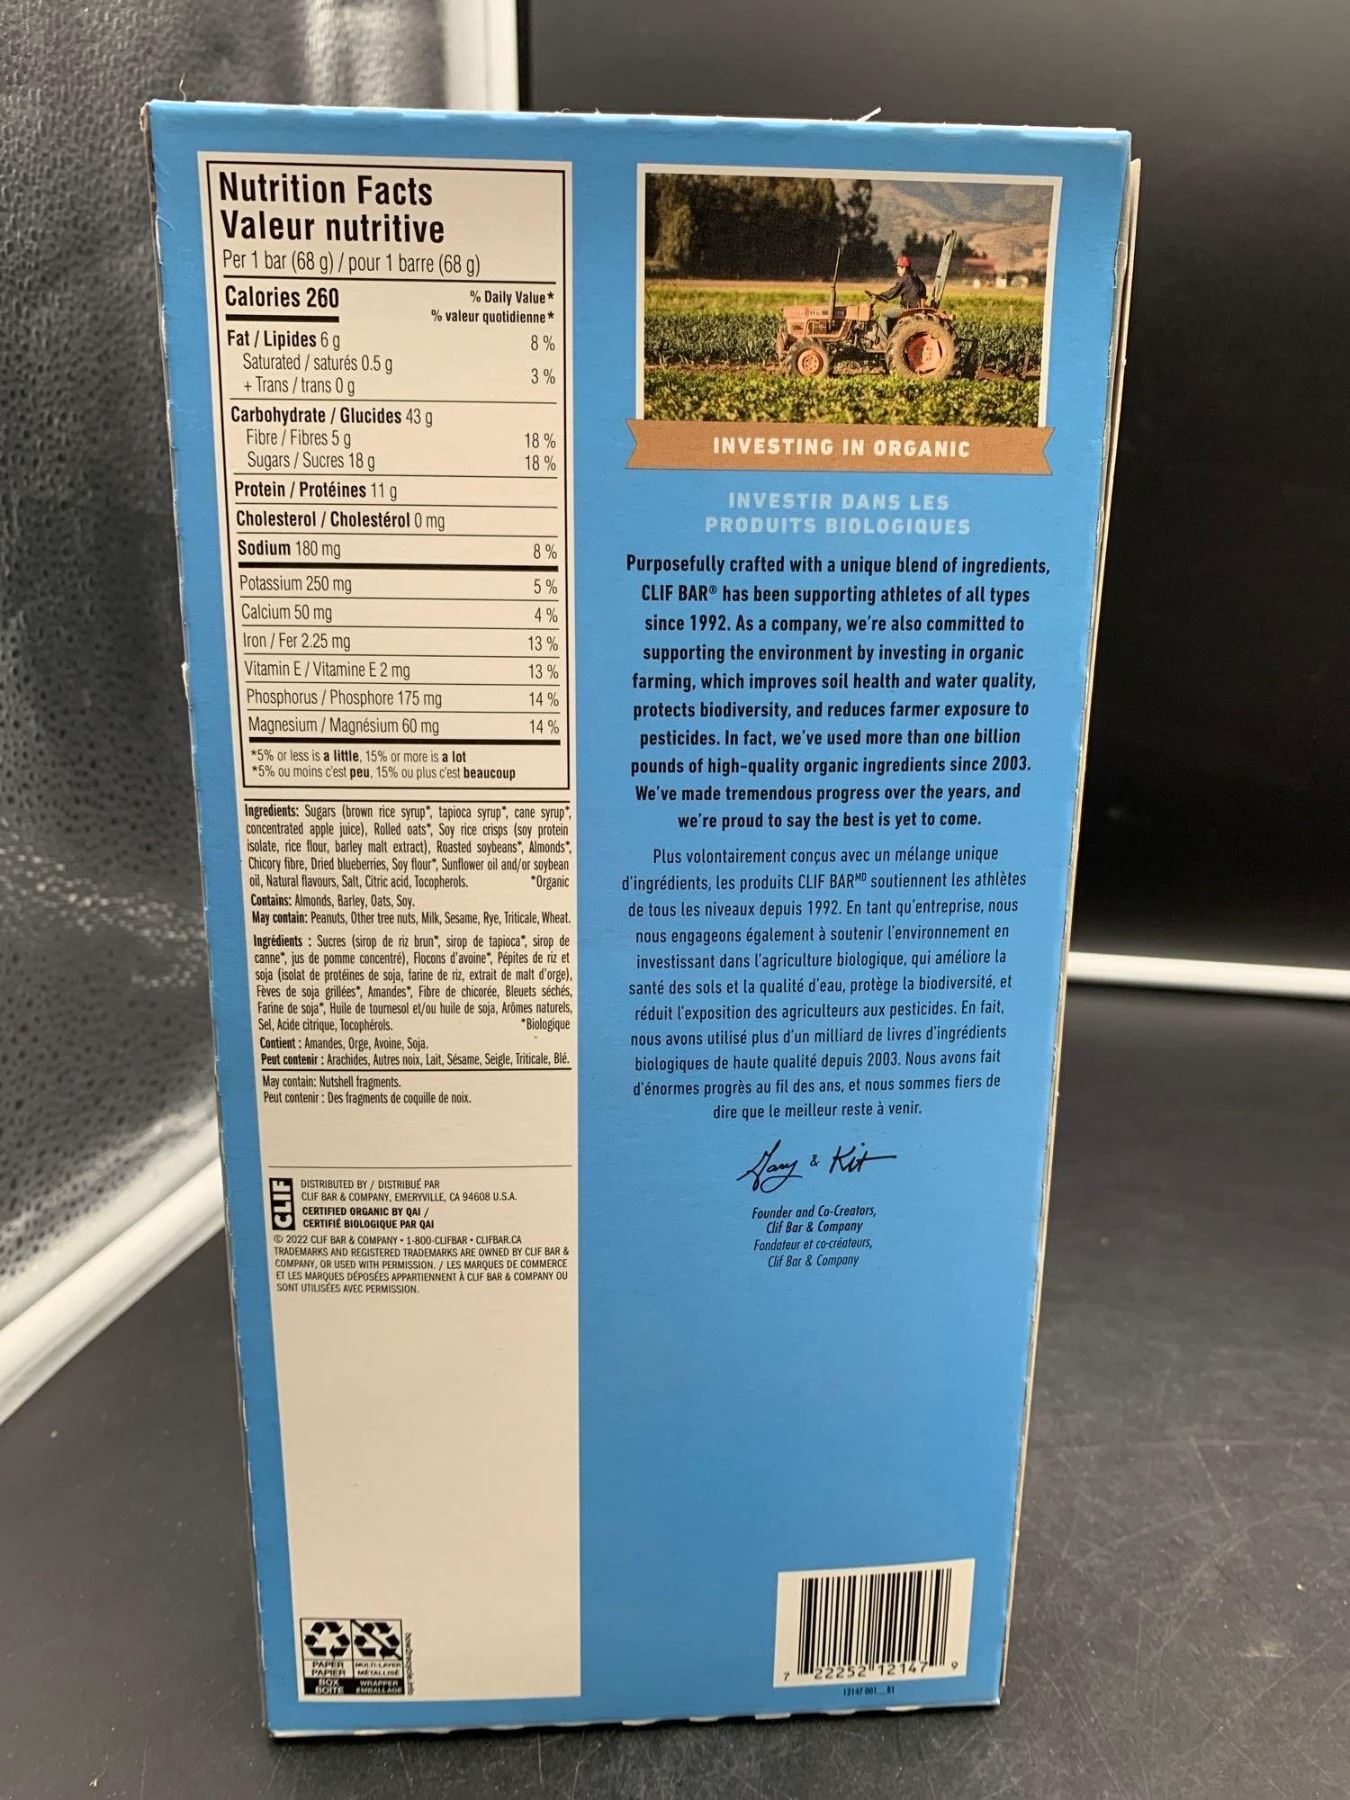 Nutrition Facts
Valeur nutritive
Per 1 bar (68 g) / pour 1 barre (68 g)
Calories 260
% Daily Value*
% valeur quotidienne*
Fat / Lipides 6 g 8 %
Saturated / saturés 0.5 g
+ Trans / trans 0 g 3 %
Carbohydrate / Glucides 43 g
Fibre / Fibres 5 g 18 %
Sugars / Sucres 18 g 18 %
Protein / Protéines 11 g
Cholesterol / Cholestérol 0 mg
Sodium 180 mg 8 %
Potassium 250 mg 5 %
Calcium 50 mg 4 %
Iron / Fer 2.25 mg 13 %
Vitamin E / Vitamine E 2 mg 13 %
Phosphorus / Phosphore 175 mg 14 %
Magnesium / Magnésium 60 mg 14 %
*5% or less is a little, 15% or more is a lot
*5% ou moins c'est peu, 15% ou plus c'est beaucoup
Ingredients: Sugars (brown rice syrup*, tapioca syrup*, cane syrup*,
concentrated apple juice), Rolled oats*, Soy rice crisps (soy protein
isolate, rice flour, barley malt extract), Roasted soybeans*, Almonds*,
Chicory fibre, Dried blueberries, Soy flour*, Sunflower oil and/or soybean
oil, Natural flavours, Salt, Citric acid, Tocopherols. *Organic
Contains: Almonds, Barley, Oats, Soy.
May contain: Peanuts, Other tree nuts, Milk, Sesame, Rye, Triticale, Wheat.
Ingrédients : Sucres (sirop de riz brun*, sirop de tapioca*, sirop de
canne*, jus de pomme concentré), Flocons d'avoine*, Pépites de riz et
soja (isolat de protéines de soja, farine de riz, extrait de malt d'orge),
Fèves de soja grillées*, Amandes*, Fibre de chicorée, Bleuets séchés,
Farine de soja*, Huile de tournesol et/ou huile de soja, Arômes naturels,
Sel, Acide citrique, Tocophérols. *Biologique
Contient : Amandes, Orge, Avoine, Soja.
Peut contenir : Arachides, Autres noix, Lait, Sésame, Seigle, Triticale, Blé.
May contain: Nutshell fragments.
Peut contenir : Des fragments de coquille de noix.
CLIF
DISTRIBUTED BY / DISTRIBUÉ PAR
CLIF BAR & COMPANY, EMERYVILLE, CA 94608 U.S.A.
CERTIFIED ORGANIC BY QAI /
CERTIFIÉ BIOLOGIQUE PAR QAI
© 2022 CLIF BAR & COMPANY • 1-800-CLIFBAR • CLIFBAR.CA
TRADEMARKS AND REGISTERED TRADEMARKS ARE OWNED BY CLIF BAR &
COMPANY, OR USED WITH PERMISSION. / LES MARQUES DE COMMERCE
ET LES MARQUES DÉPOSÉES APPARTIENNENT À CLIF BAR & COMPANY OU
SONT UTILISÉES AVEC PERMISSION.
PAPER
PAPIER
BOX
BOÎTE
MULTI-LAYER
MÉTALLISÉ
WRAPPER
EMBALLAGE
how2recycle.info
INVESTING IN ORGANIC
INVESTIR DANS LES
PRODUITS BIOLOGIQUES
Purposefully crafted with a unique blend of ingredients,
CLIF BAR® has been supporting athletes of all types
since 1992. As a company, we're also committed to
supporting the environment by investing in organic
farming, which improves soil health and water quality,
protects biodiversity, and reduces farmer exposure to
pesticides. In fact, we've used more than one billion
pounds of high-quality organic ingredients since 2003.
We've made tremendous progress over the years, and
we're proud to say the best is yet to come.
Plus volontairement conçus avec un mélange unique
d'ingrédients, les produits CLIF BARMD soutiennent les athlètes
de tous les niveaux depuis 1992. En tant qu'entreprise, nous
nous engageons également à soutenir l'environnement en
investissant dans l'agriculture biologique, qui améliore la
santé des sols et la qualité d'eau, protège la biodiversité, et
réduit l'exposition des agriculteurs aux pesticides. En fait,
nous avons utilisé plus d'un milliard de livres d'ingrédients
biologiques de haute qualité depuis 2003. Nous avons fait
d'énormes progrès au fil des ans, et nous sommes fiers de
dire que le meilleur reste à venir.
Gary & Kit
Founder and Co-Creators,
Clif Bar & Company
Fondateur et co-créateurs,
Clif Bar & Company
7 22252 12147 9
12147 001__R1